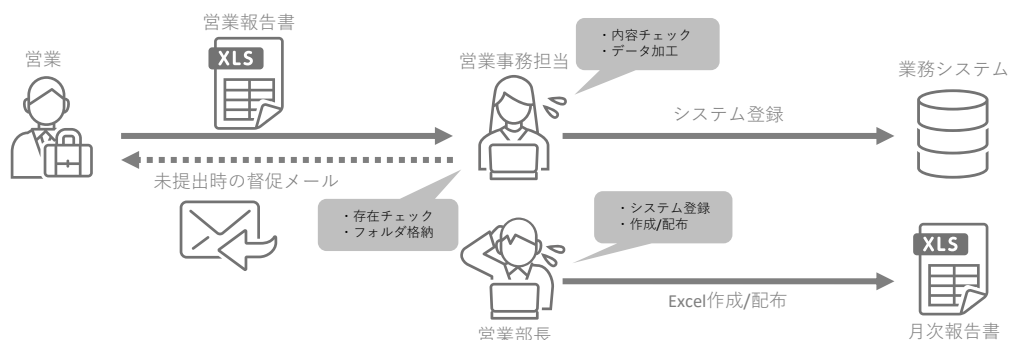 営業報告書
XLS
営業
営業事務担当
・内容チェック
・データ加工
業務システム
システム登録
未提出時の督促メール
・存在チェック
・フォルダ格納
・システム登録
・作成/配布
XLS
Excel作成/配布
営業部長
月次報告書